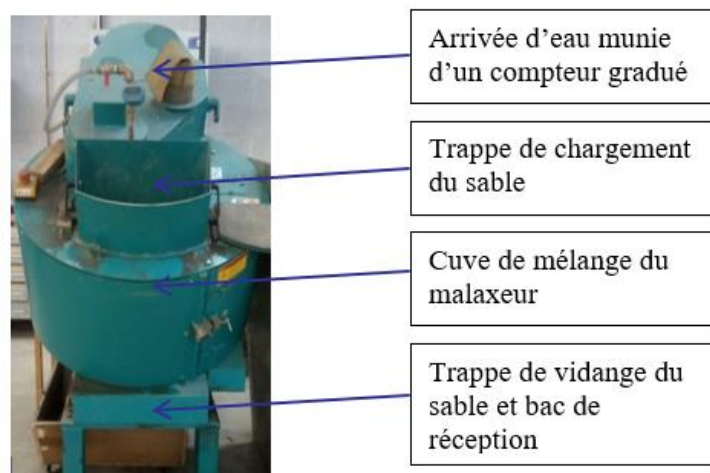 Arrivée d'eau munie
d'un compteur gradué
Trappe de chargement
du sable
Cuve de mélange du
malaxeur
Trappe de vidange du
sable et bac de
réception